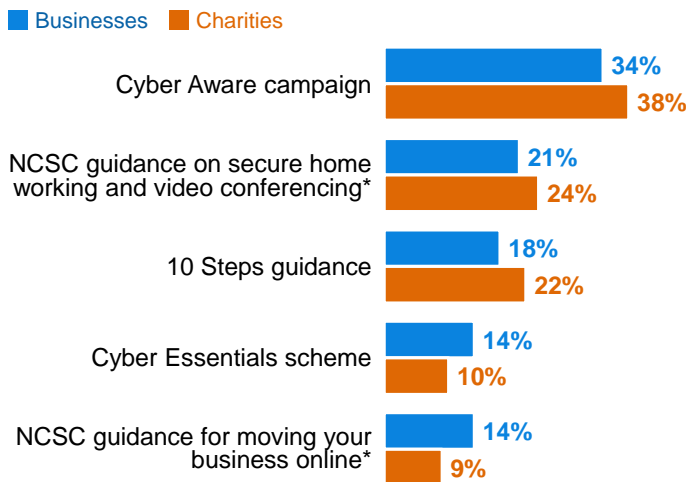 Businesses Charities
Cyber Aware campaign
34%
38%
NCSC guidance on secure home
working and video conferencing*
21%
24%
10 Steps guidance
18%
22%
Cyber Essentials scheme
14%
10%
NCSC guidance for moving your
business online*
14%
9%